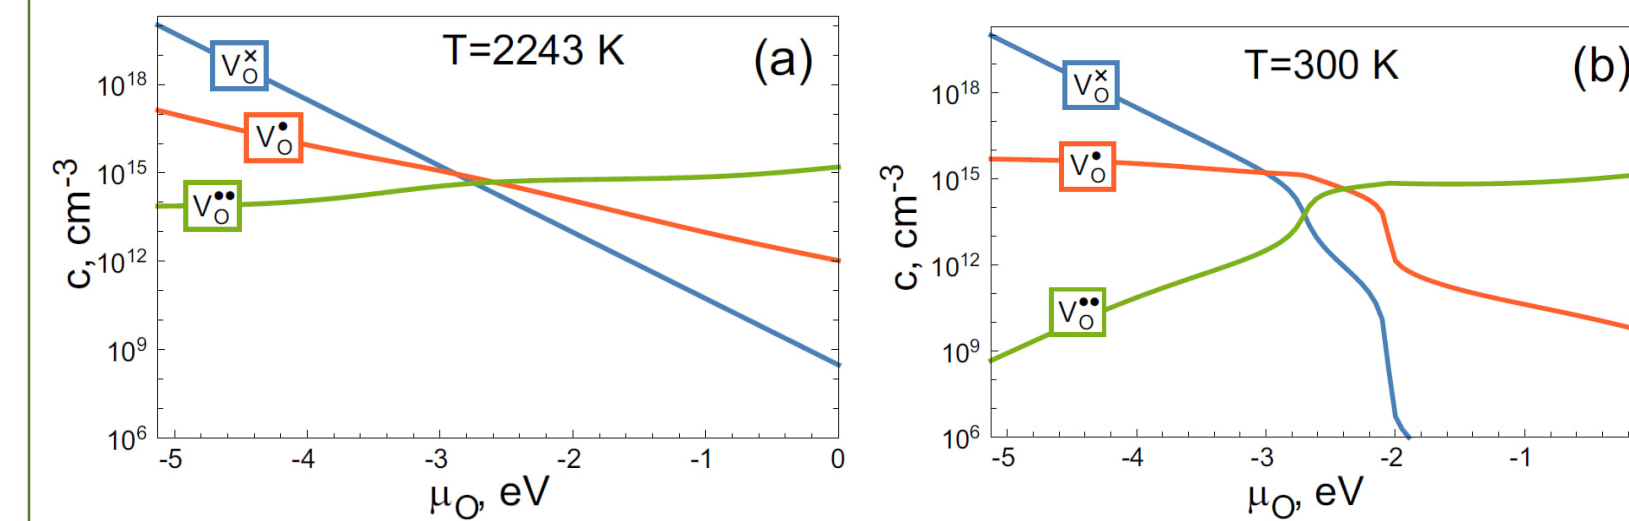 T=2243 K
(a)
V_O^×
V_O^•
V_O^••
10^18
10^15
10^12
10^9
10^6
c, cm^-3
-5 -4 -3 -2 -1 0
μ_O, eV
T=300 K
(b)
V_O^×
V_O^•
V_O^••
10^18
10^15
10^12
10^9
10^6
c, cm^-3
-5 -4 -3 -2 -1
μ_O, eV